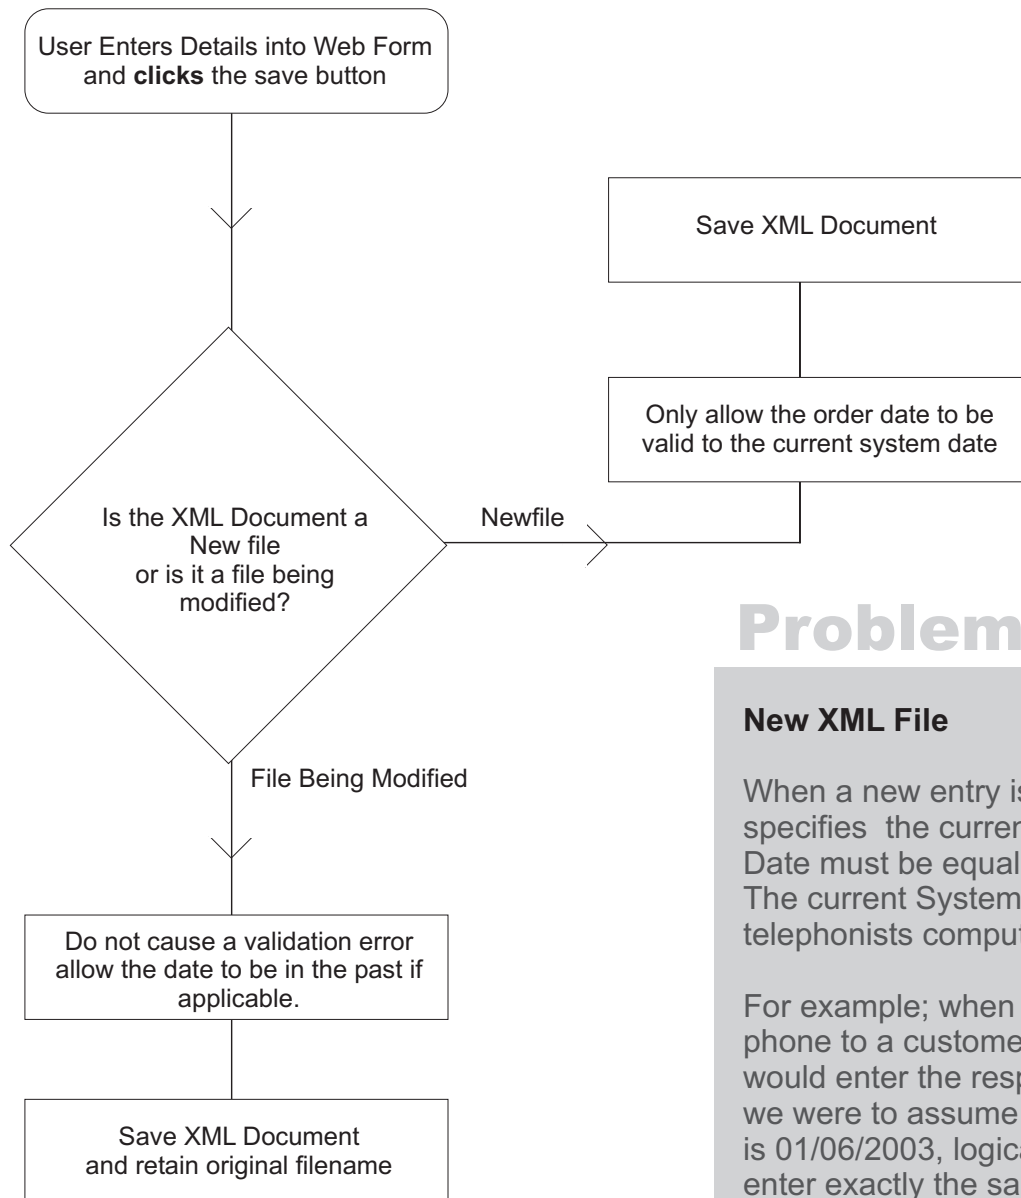 User Enters Details into Web Form
and clicks the save button
Save XML Document
Only allow the order date to be
valid to the current system date
Is the XML Document a
New file
or is it a file being
modified?
Newfile
File Being Modified
Do not cause a validation error
allow the date to be in the past if
applicable.
Save XML Document
and retain original filename
Problem
New XML File
When a new entry is
specifies the curren
Date must be equal
The current System
telephonists comput
For example; when
phone to a custome
would enter the resp
we were to assume
is 01/06/2003, logica
enter exactly the sa